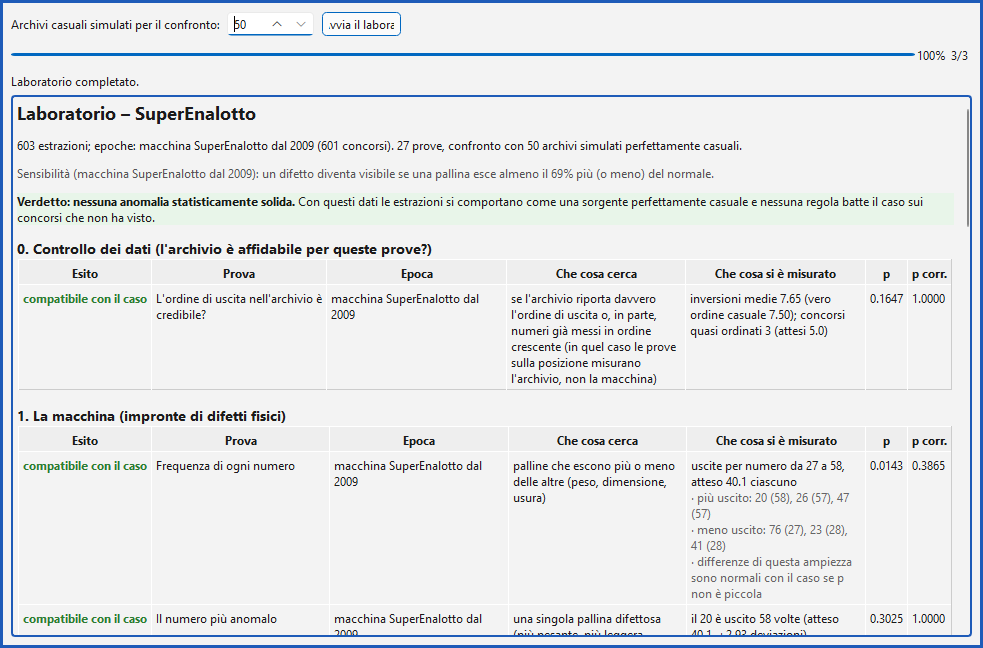 Archivi casuali simulati per il confronto: 50 vvia il labora
100% 3/3
Laboratorio completato.
Laboratorio – SuperEnalotto
603 estrazioni; epoche: macchina SuperEnalotto dal 2009 (601 concorsi). 27 prove, confronto con 50 archivi simulati perfettamente casuali.
Sensibilità (macchina SuperEnalotto dal 2009): un difetto diventa visibile se una pallina esce almeno il 69% più (o meno) del normale.
Verdetto: nessuna anomalia statisticamente solida. Con questi dati le estrazioni si comportano come una sorgente perfettamente casuale e nessuna regola batte il caso sui
concorsi che non ha visto.
0. Controllo dei dati (l'archivio è affidabile per queste prove?)
Esito Prova Epoca Che cosa cerca Che cosa si è misurato p p corr.
compatibile con il caso L'ordine di uscita nell'archivio è macchina SuperEnalotto dal se l'archivio riporta davvero inversioni medie 7.65 (vero 0.1647 1.0000
credibile? 2009 l'ordine di uscita o, in parte, ordine casuale 7.50); concorsi
numeri già messi in ordine quasi ordinati 3 (attesi 5.0)
crescente (in quel caso le prove
sulla posizione misurano
l'archivio, non la macchina)
1. La macchina (impronte di difetti fisici)
Esito Prova Epoca Che cosa cerca Che cosa si è misurato p p corr.
compatibile con il caso Frequenza di ogni numero macchina SuperEnalotto dal palline che escono più o meno uscite per numero da 27 a 58, 0.0143 0.3865
2009 delle altre (peso, dimensione, atteso 40.1 ciascuno
usura) · più uscito: 20 (58), 26 (57), 47
(57)
· meno uscito: 76 (27), 23 (28),
41 (28)
· differenze di questa ampiezza
sono normali con il caso se p
non è piccola
compatibile con il caso Il numero più anomalo macchina SuperEnalotto dal una singola pallina difettosa il 20 è uscito 58 volte (atteso 0.3025 1.0000
2009 (più pesante, più leggera, 40.1, +2.93 deviazioni)